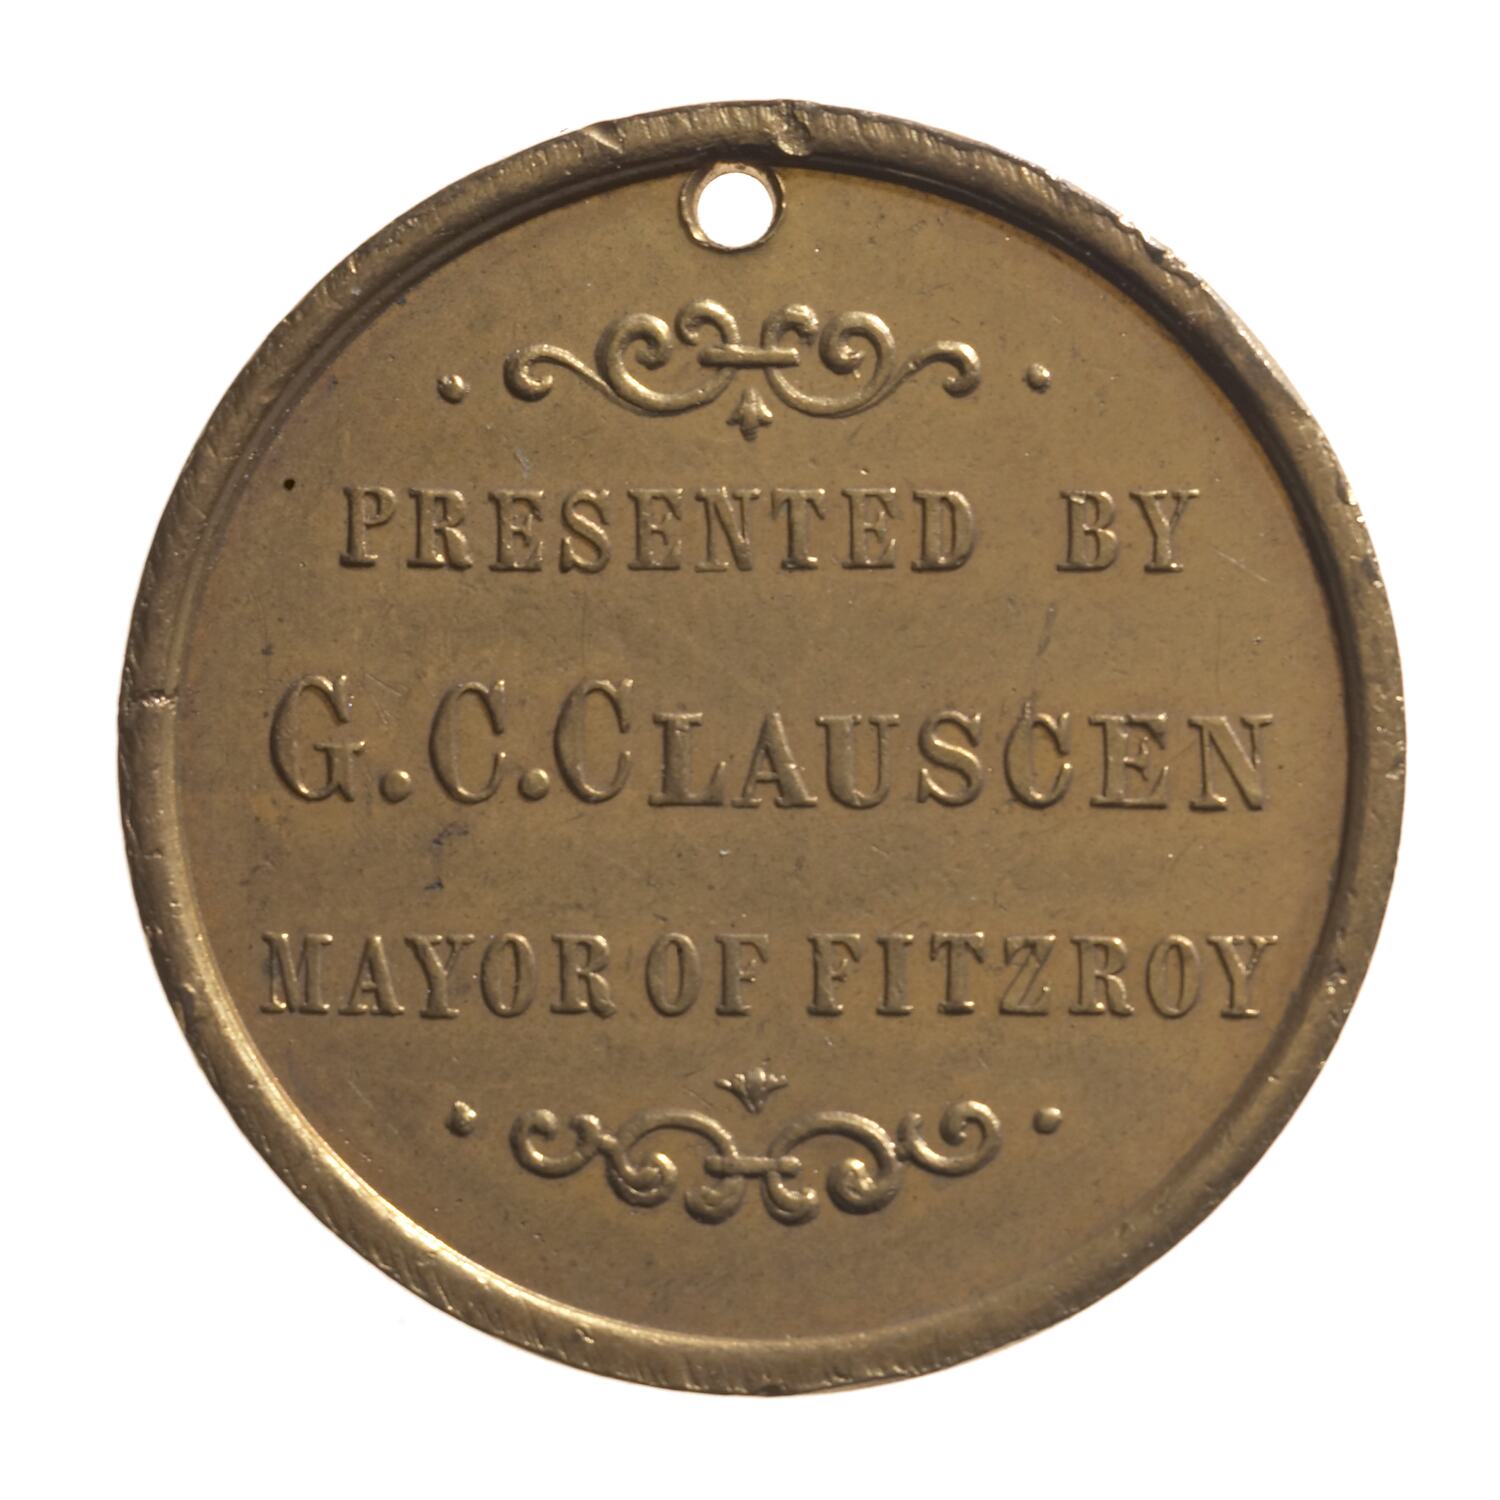 PRESENTED BY
G. C. CLAUSCEN
MAYOR OF FITZROY